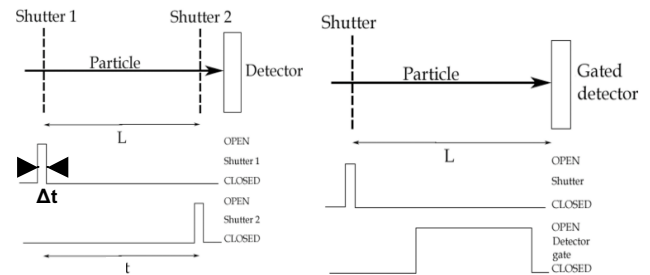 Shutter 1
Shutter 2
Particle
Detector
L
OPEN
Shutter 1
CLOSED
Δt
OPEN
Shutter 2
CLOSED
t
Shutter
Particle
Gated
detector
L
OPEN
Shutter
CLOSED
OPEN
Detector
gate
CLOSED